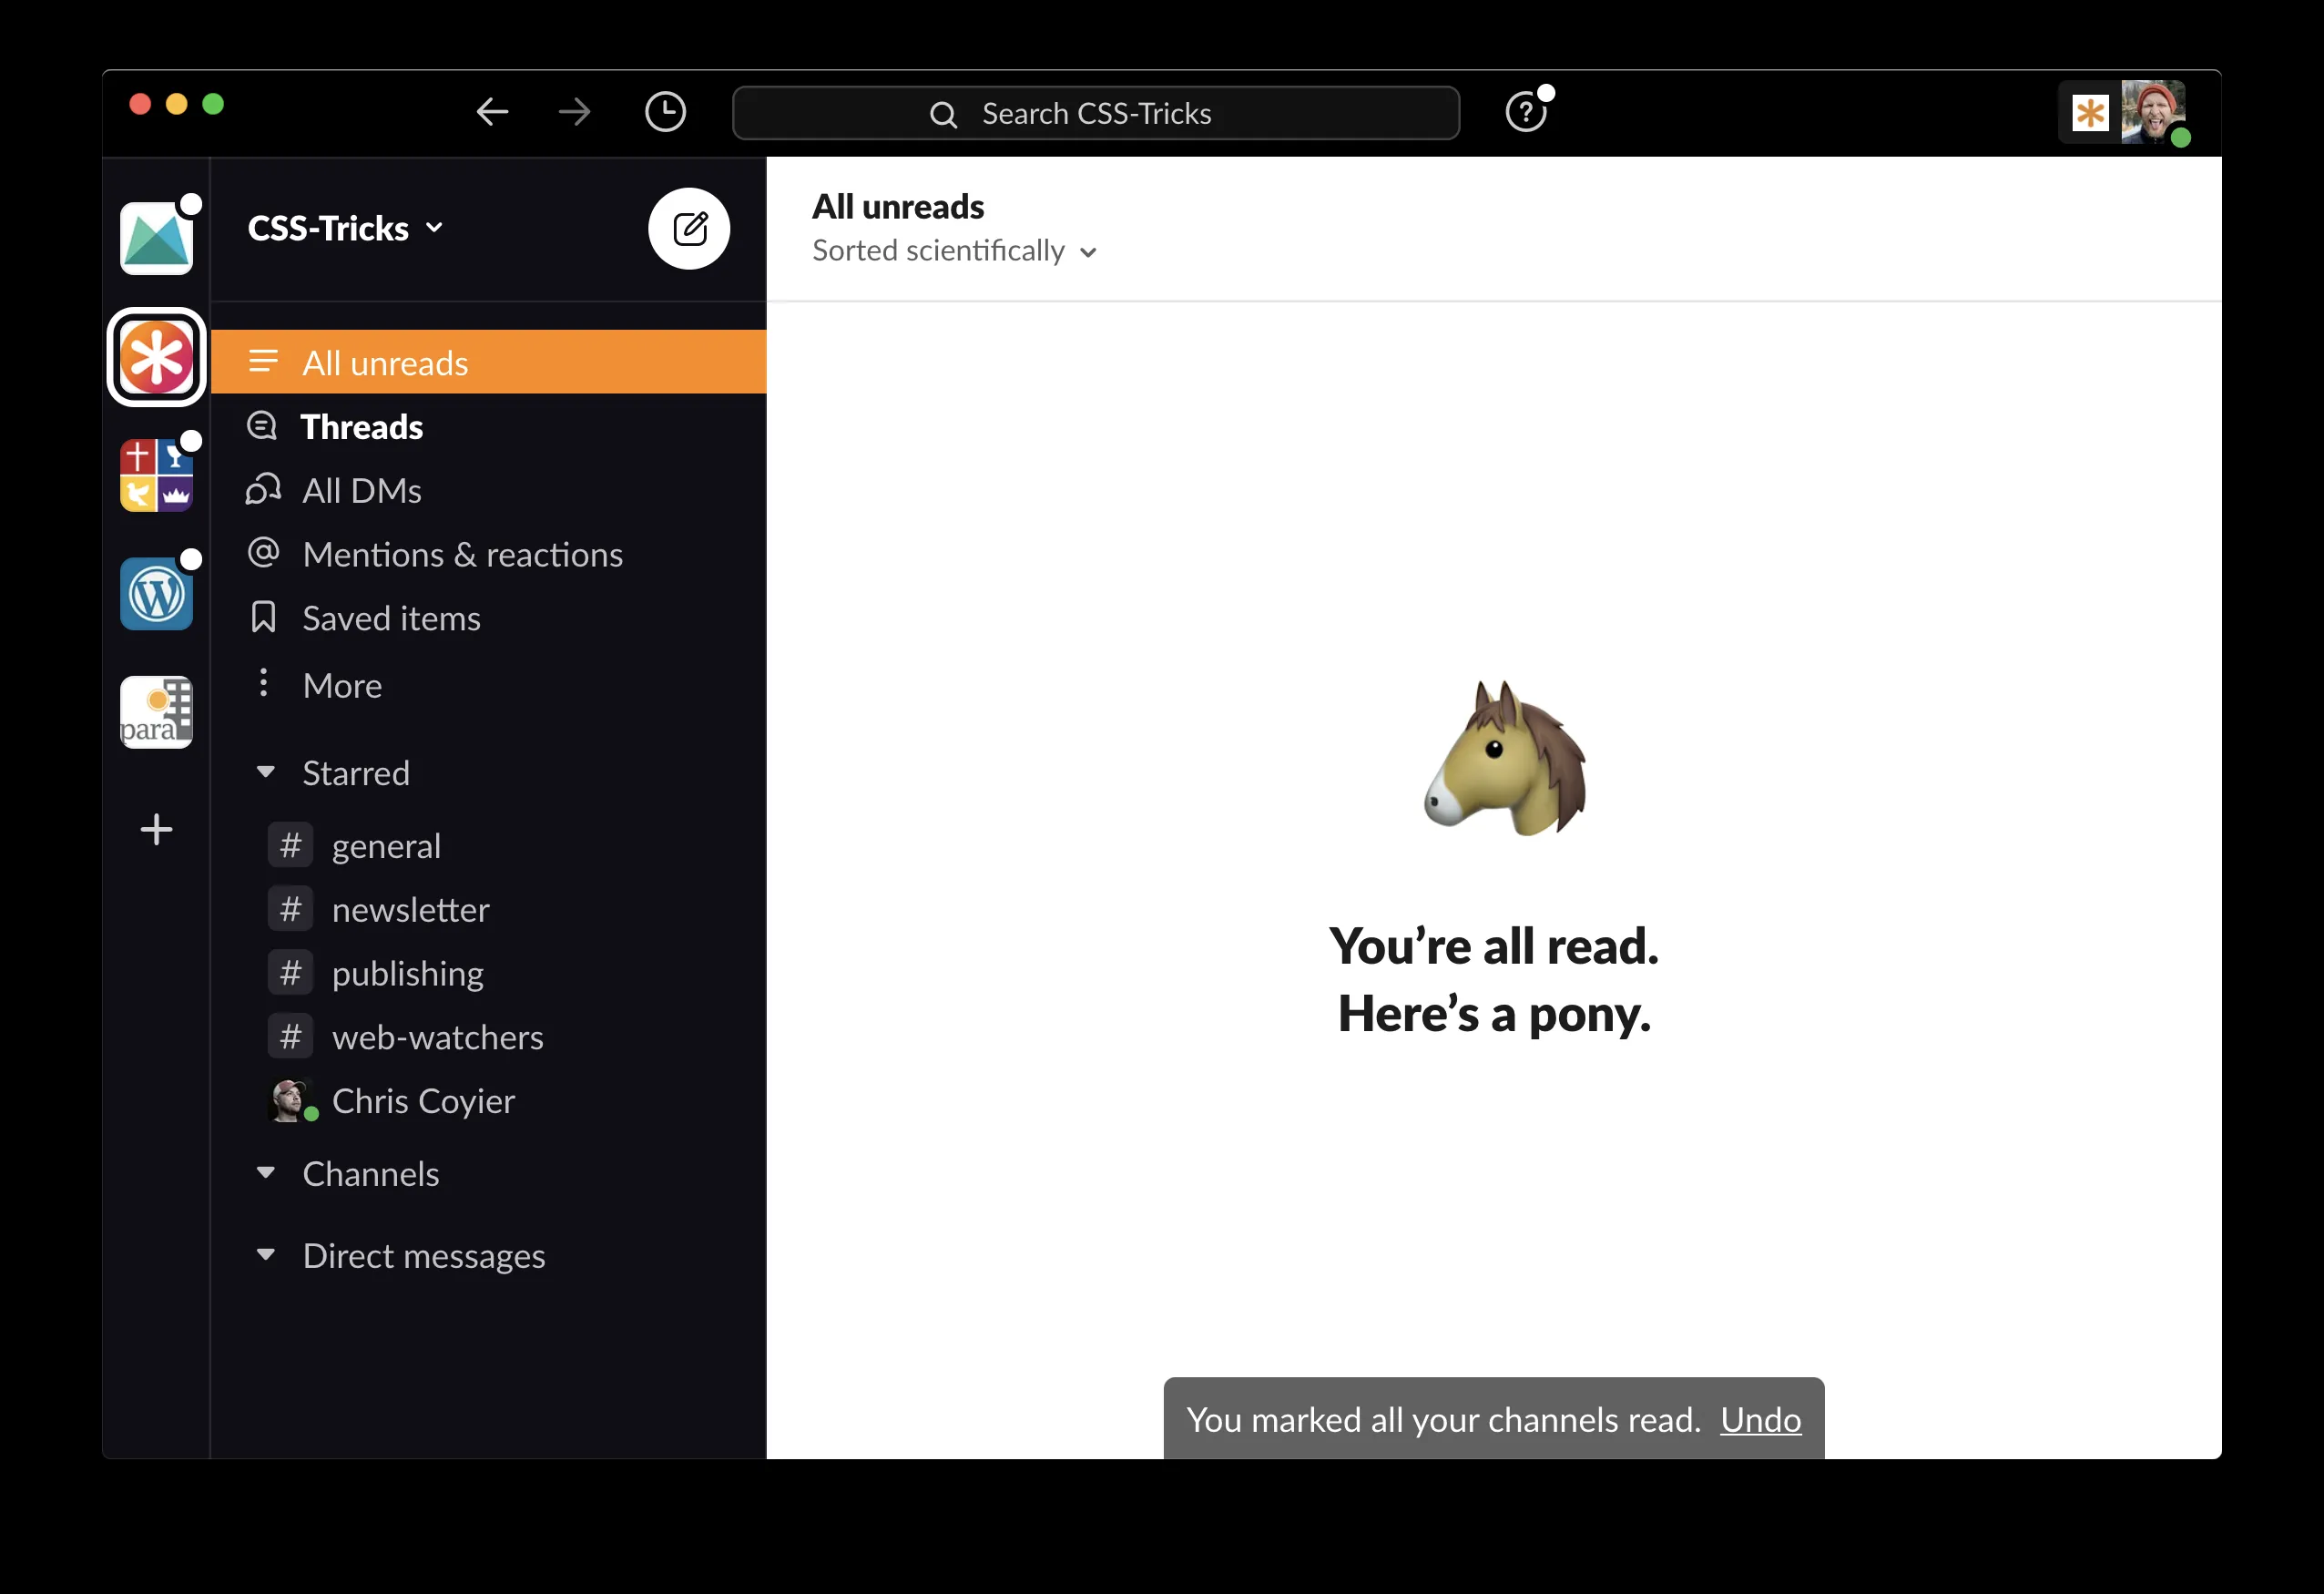 Search CSS-Tricks
CSS-Tricks
All unreads
Sorted scientifically
All unreads
Threads
All DMs
Mentions & reactions
Saved items
More
para
Starred
# general
# newsletter
# publishing
# web-watchers
Chris Coyier
Channels
Direct messages
You’re all read.
Here’s a pony.
You marked all your channels read. Undo